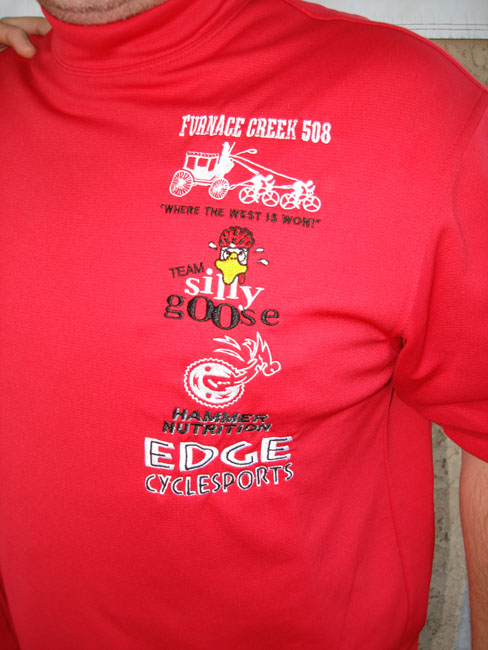 FURNACE CREEK 508
"WHERE THE WEST IS WON!"
TEAM
silly
goose
HAMMER
NUTRITION
EDGE
CYCLESPORTS